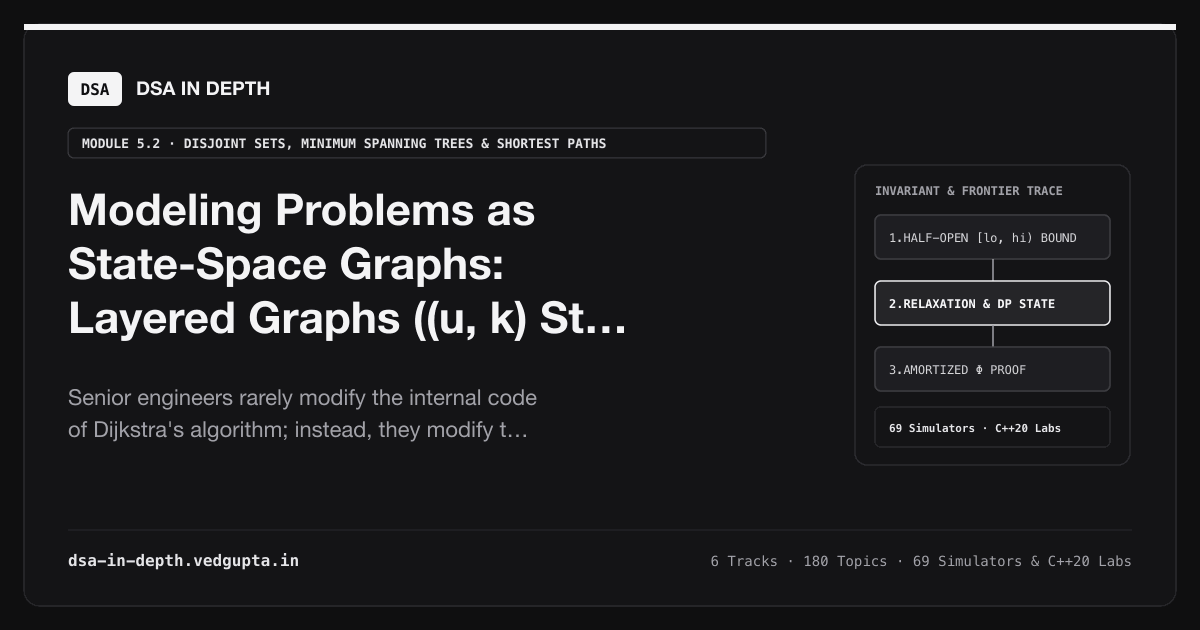 DSA
DSA IN DEPTH
MODULE 5.2 · DISJOINT SETS, MINIMUM SPANNING TREES & SHORTEST PATHS
Modeling Problems as
State-Space Graphs:
Layered Graphs ((u, k) St…
Senior engineers rarely modify the internal code
of Dijkstra's algorithm; instead, they modify t…
INVARIANT & FRONTIER TRACE
1.HALF-OPEN [lo, hi) BOUND
2.RELAXATION & DP STATE
3.AMORTIZED Φ PROOF
69 Simulators · C++20 Labs
dsa-in-depth.vedgupta.in
6 Tracks · 180 Topics · 69 Simulators & C++20 Labs